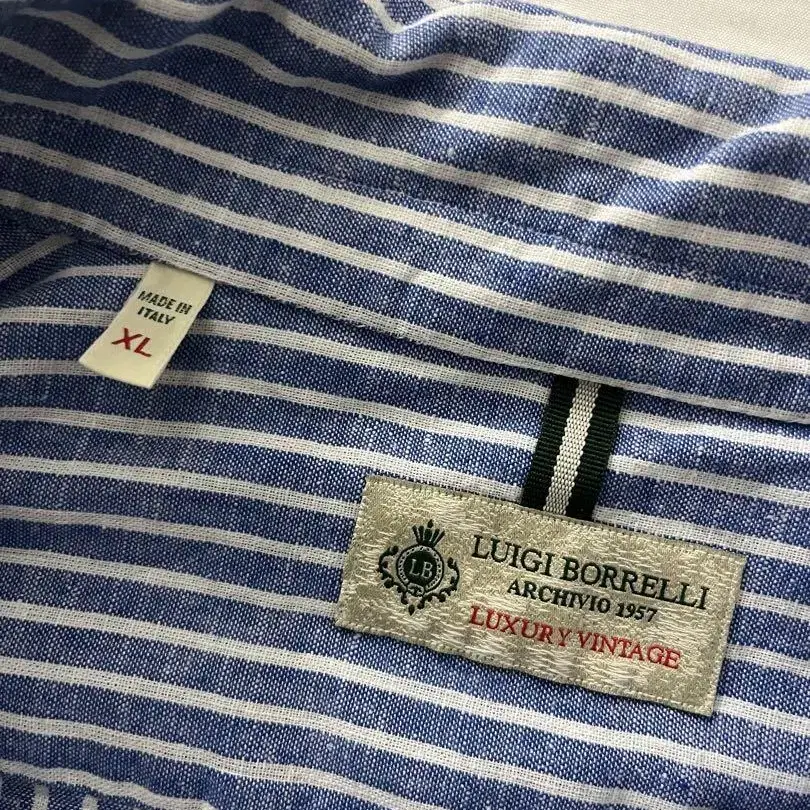 MADE IN
ITALY
XL
LB
LUIGI BORRELLI
ARCHIVIO 1957
LUXURY VINTAGE